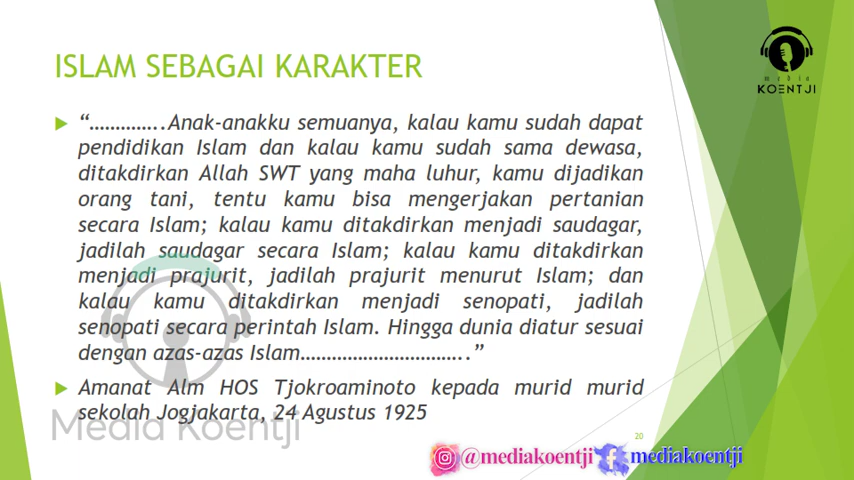 ISLAM SEBAGAI KARAKTER
media
KOENTJI
“…………..Anak-anakku semuanya, kalau kamu sudah dapat
pendidikan Islam dan kalau kamu sudah sama dewasa,
ditakdirkan Allah SWT yang maha luhur, kamu dijadikan
orang tani, tentu kamu bisa mengerjakan pertanian
secara Islam; kalau kamu ditakdirkan menjadi saudagar,
jadilah saudagar secara Islam; kalau kamu ditakdirkan
menjadi prajurit, jadilah prajurit menurut Islam; dan
kalau kamu ditakdirkan menjadi senopati, jadilah
senopati secara perintah Islam. Hingga dunia diatur sesuai
dengan azas-azas Islam…………………………..”
Amanat Alm HOS Tjokroaminoto kepada murid murid
sekolah Jogjakarta, 24 Agustus 1925
Media Koentji
20
@mediakoentji mediakoentji